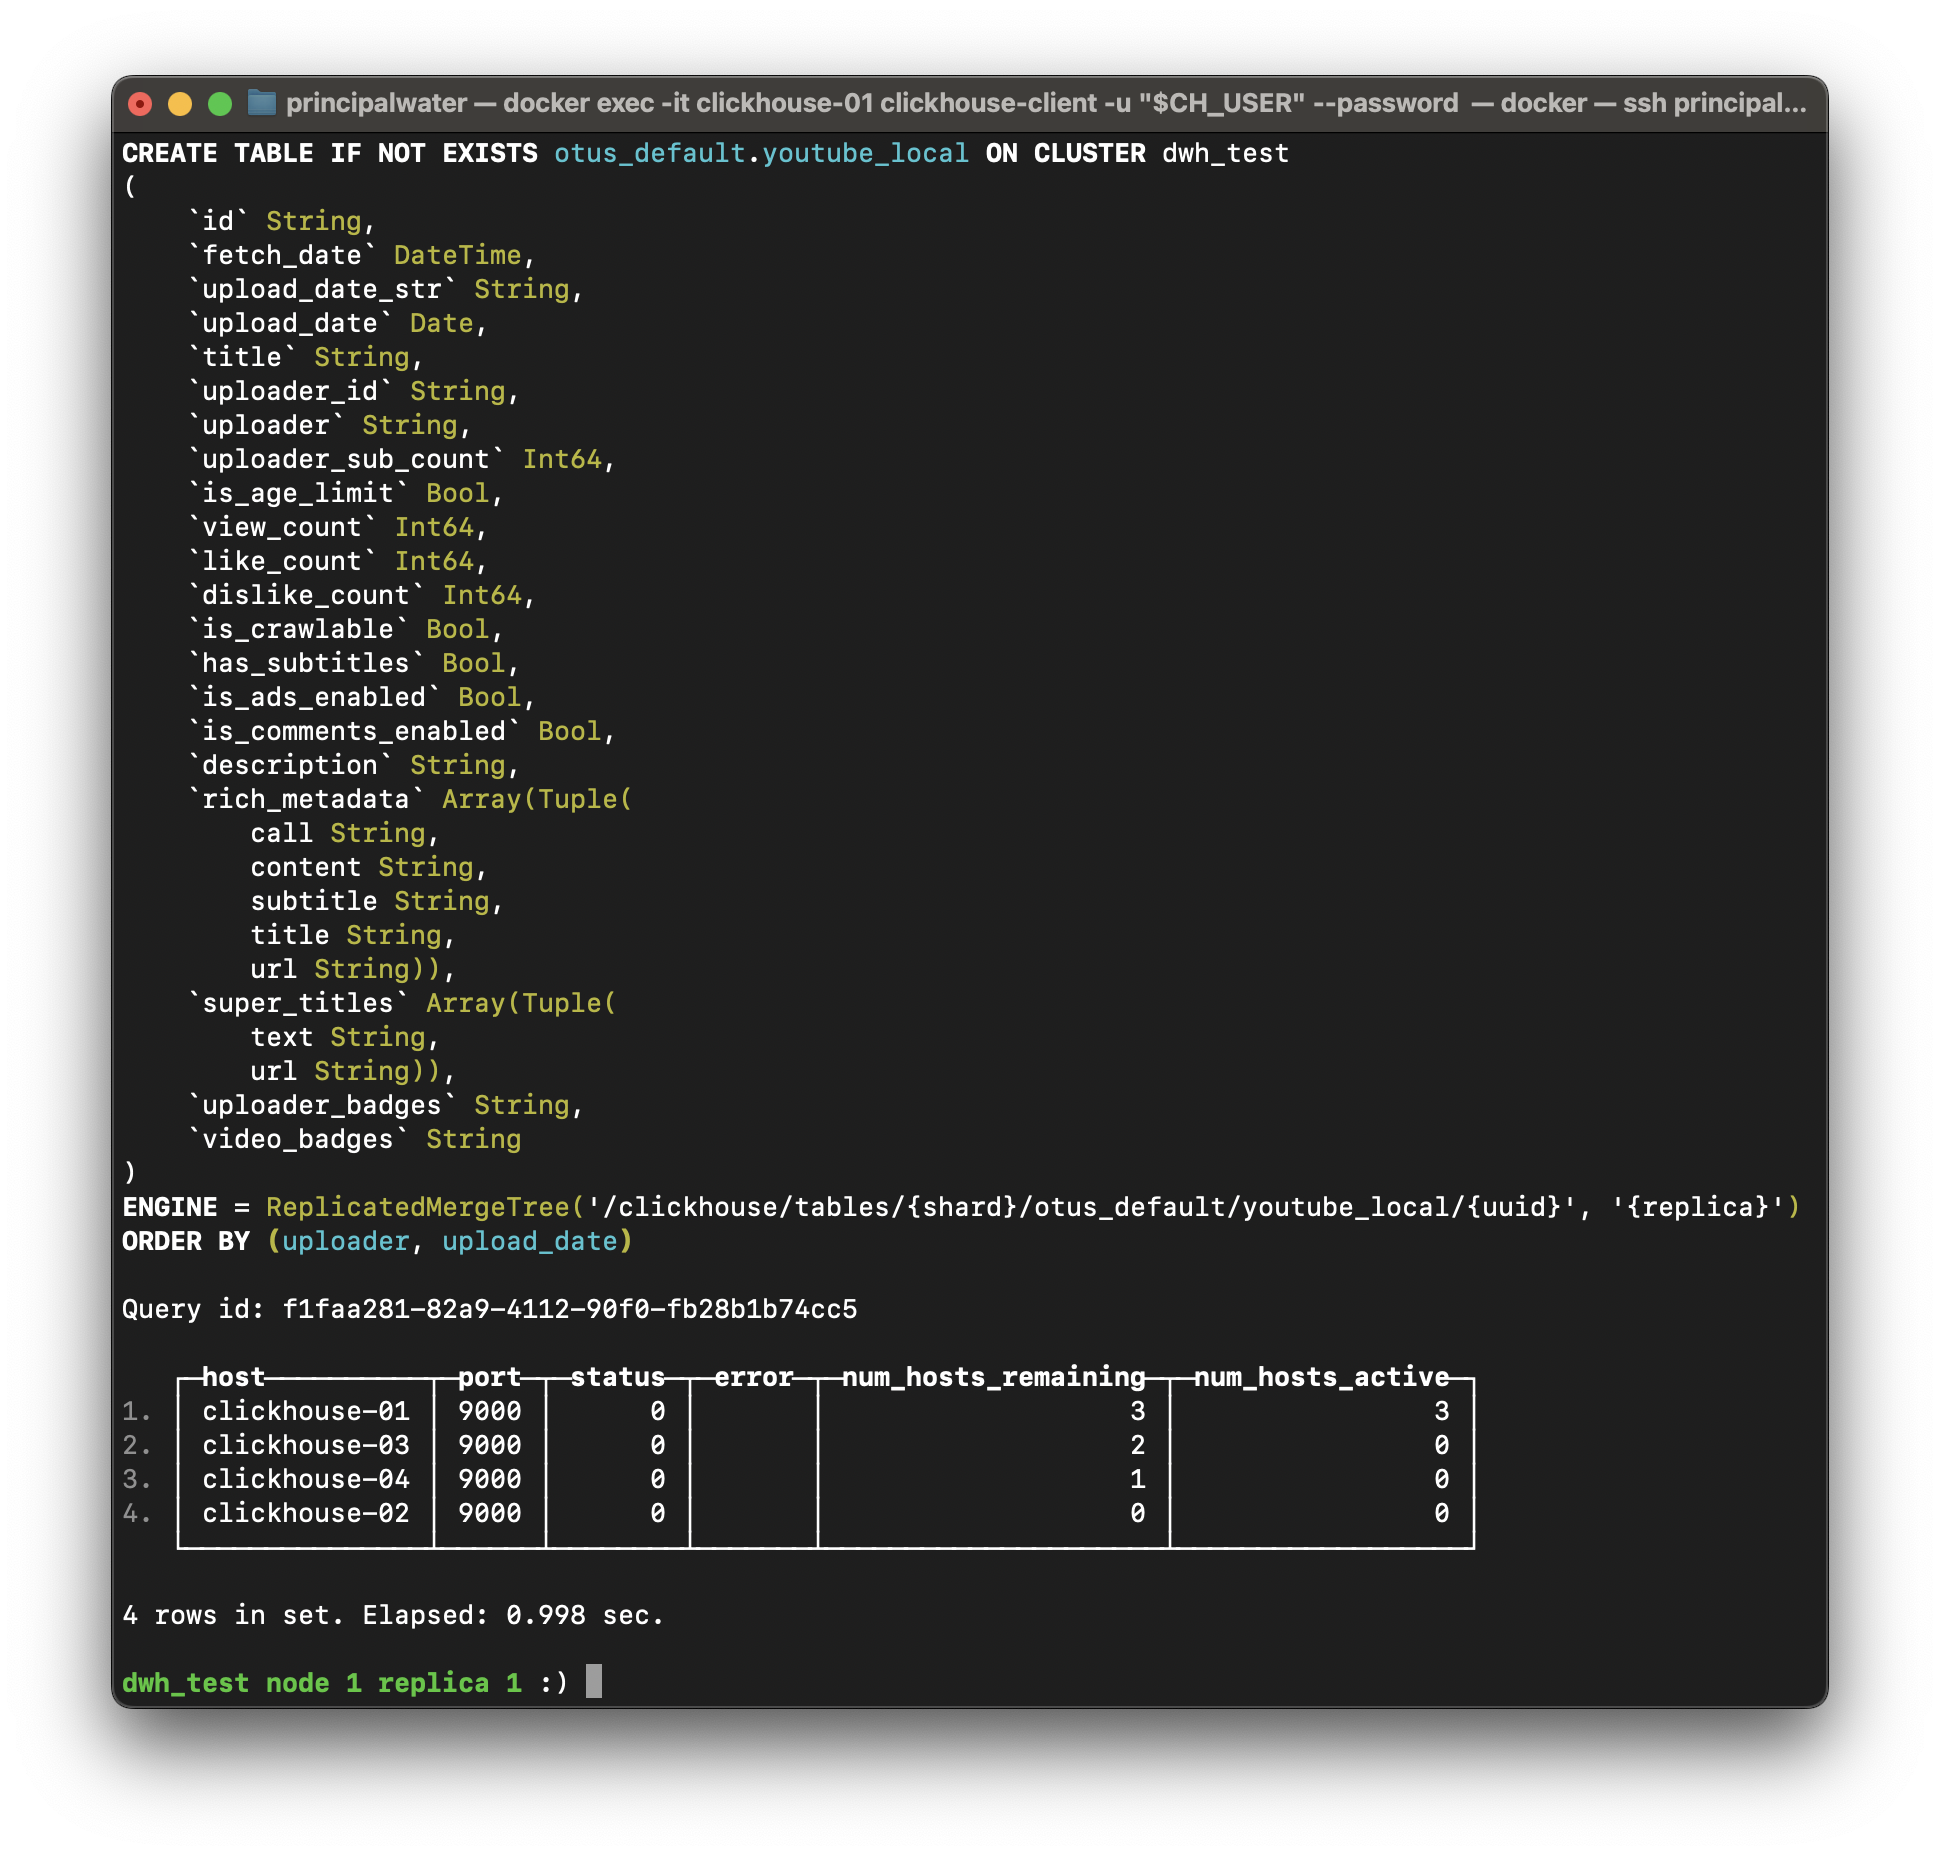 principalwater — docker exec -it clickhouse-01 clickhouse-client -u "$CH_USER" --password — docker — ssh principal...
CREATE TABLE IF NOT EXISTS otus_default.youtube_local ON CLUSTER dwh_test
(
    `id` String,
    `fetch_date` DateTime,
    `upload_date_str` String,
    `upload_date` Date,
    `title` String,
    `uploader_id` String,
    `uploader` String,
    `uploader_sub_count` Int64,
    `is_age_limit` Bool,
    `view_count` Int64,
    `like_count` Int64,
    `dislike_count` Int64,
    `is_crawlable` Bool,
    `has_subtitles` Bool,
    `is_ads_enabled` Bool,
    `is_comments_enabled` Bool,
    `description` String,
    `rich_metadata` Array(Tuple(
        call String,
        content String,
        subtitle String,
        title String,
        url String)),
    `super_titles` Array(Tuple(
        text String,
        url String)),
    `uploader_badges` String,
    `video_badges` String
)
ENGINE = ReplicatedMergeTree('/clickhouse/tables/{shard}/otus_default/youtube_local/{uuid}', '{replica}')
ORDER BY (uploader, upload_date)
Query id: f1faa281-82a9-4112-90f0-fb28b1b74cc5
host port status error num_hosts_remaining num_hosts_active
1. clickhouse-01 9000 0 3 3
2. clickhouse-03 9000 0 2 0
3. clickhouse-04 9000 0 1 0
4. clickhouse-02 9000 0 0 0
4 rows in set. Elapsed: 0.998 sec.
dwh_test node 1 replica 1 :)